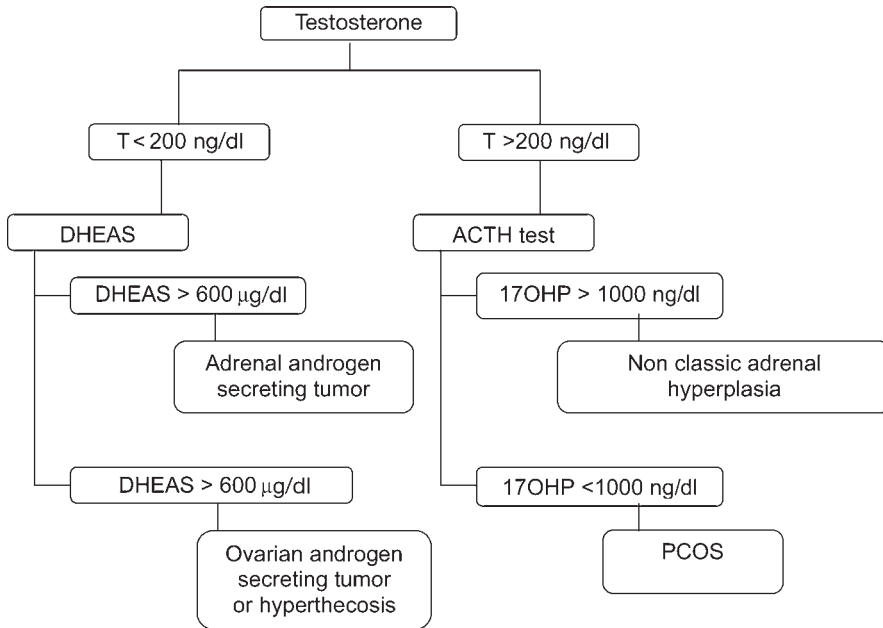 Testosterone
T < 200 ng/dl
T >200 ng/dl
DHEAS
ACTH test
DHEAS > 600 μg/dl
17OHP > 1000 ng/dl
Adrenal androgen
secreting tumor
Non classic adrenal
hyperplasia
DHEAS > 600 μg/dl
17OHP <1000 ng/dl
Ovarian androgen
secreting tumor
or hyperthecosis
PCOS